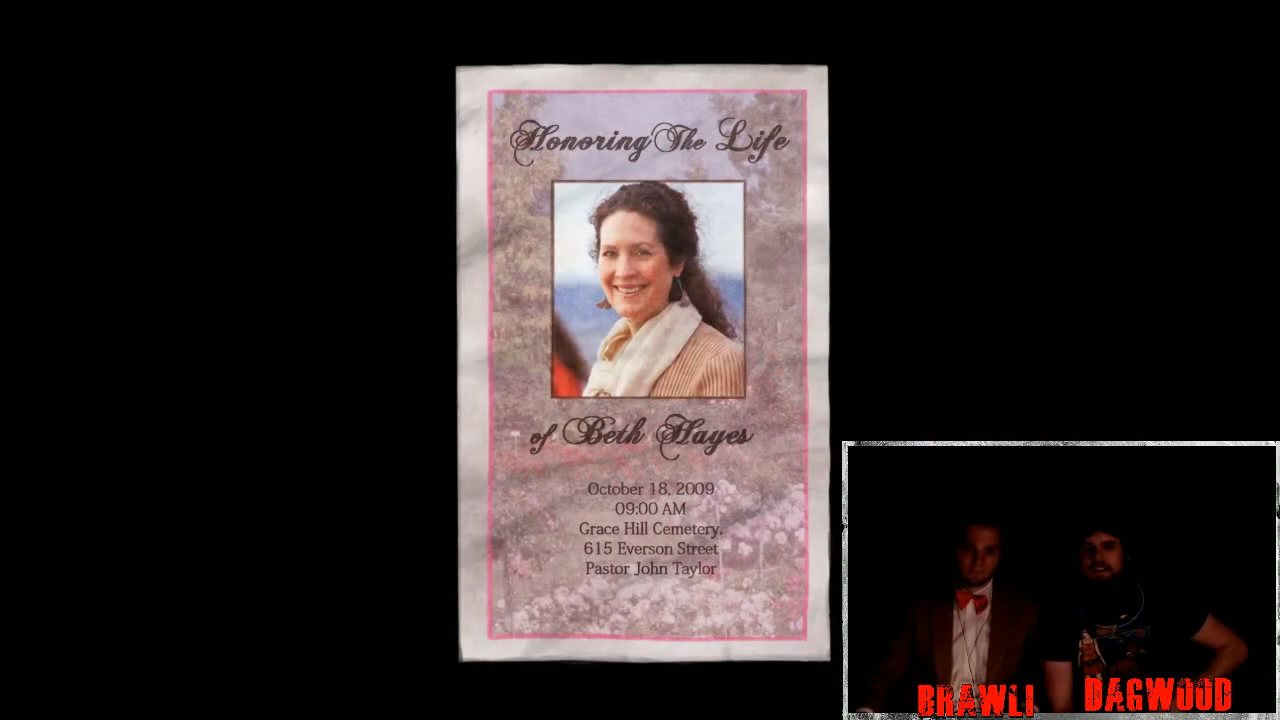 Honoring The Life
of Beth Hayes
October 18, 2009
09:00 AM
Grace Hill Cemetery.
615 Everson Street
Pastor John Taylor
BRAWLI
DAGWOOD